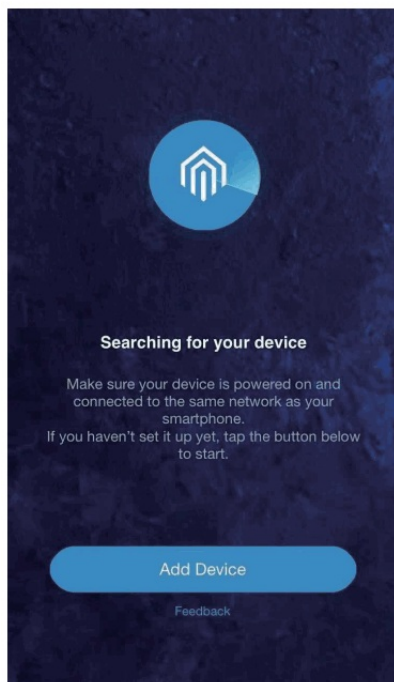 Searching for your device
Make sure your device is powered on and
connected to the same network as your
smartphone.
If you haven't set it up yet, tap the button below
to start.
Add Device
Feedback